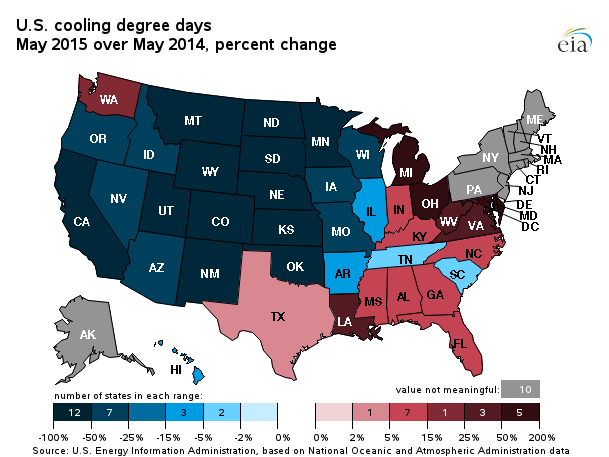 U.S. cooling degree days
May 2015 over May 2014, percent change
eia
WA
MT
ND
MN
ME
OR
ID
SD
WI
MI
NY
VT
NH
MA
RI
CT
WY
NE
IA
PA
NJ
DE
MD
DC
NV
UT
CO
KS
MO
IL
IN
OH
WV
VA
CA
KY
AZ
NM
OK
AR
TN
NC
SC
MS
AL
GA
TX
LA
FL
AK
HI
number of states in each range:
value not meaningful: 10
12 7 3 2 1 7 1 3 5
-100% -50% -25% -15% -5% -2% 0% 0% 2% 5% 15% 25% 50% 200%
Source: U.S. Energy Information Administration, based on National Oceanic and Atmospheric Administration data